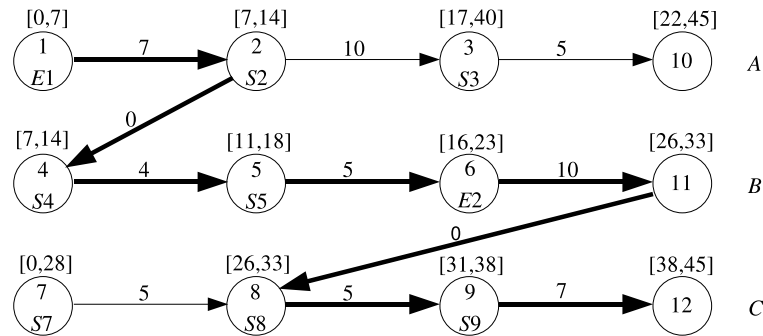 [0,7] [7,14] [17,40] [22,45]
1 7 2 10 3 5 10 A
E1 S2 S3
0
[7,14] [11,18] [16,23] [26,33]
4 4 5 5 6 10 11 B
S4 S5 E2
0
[0,28] [26,33] [31,38] [38,45]
7 5 8 5 9 7 12 C
S7 S8 S9